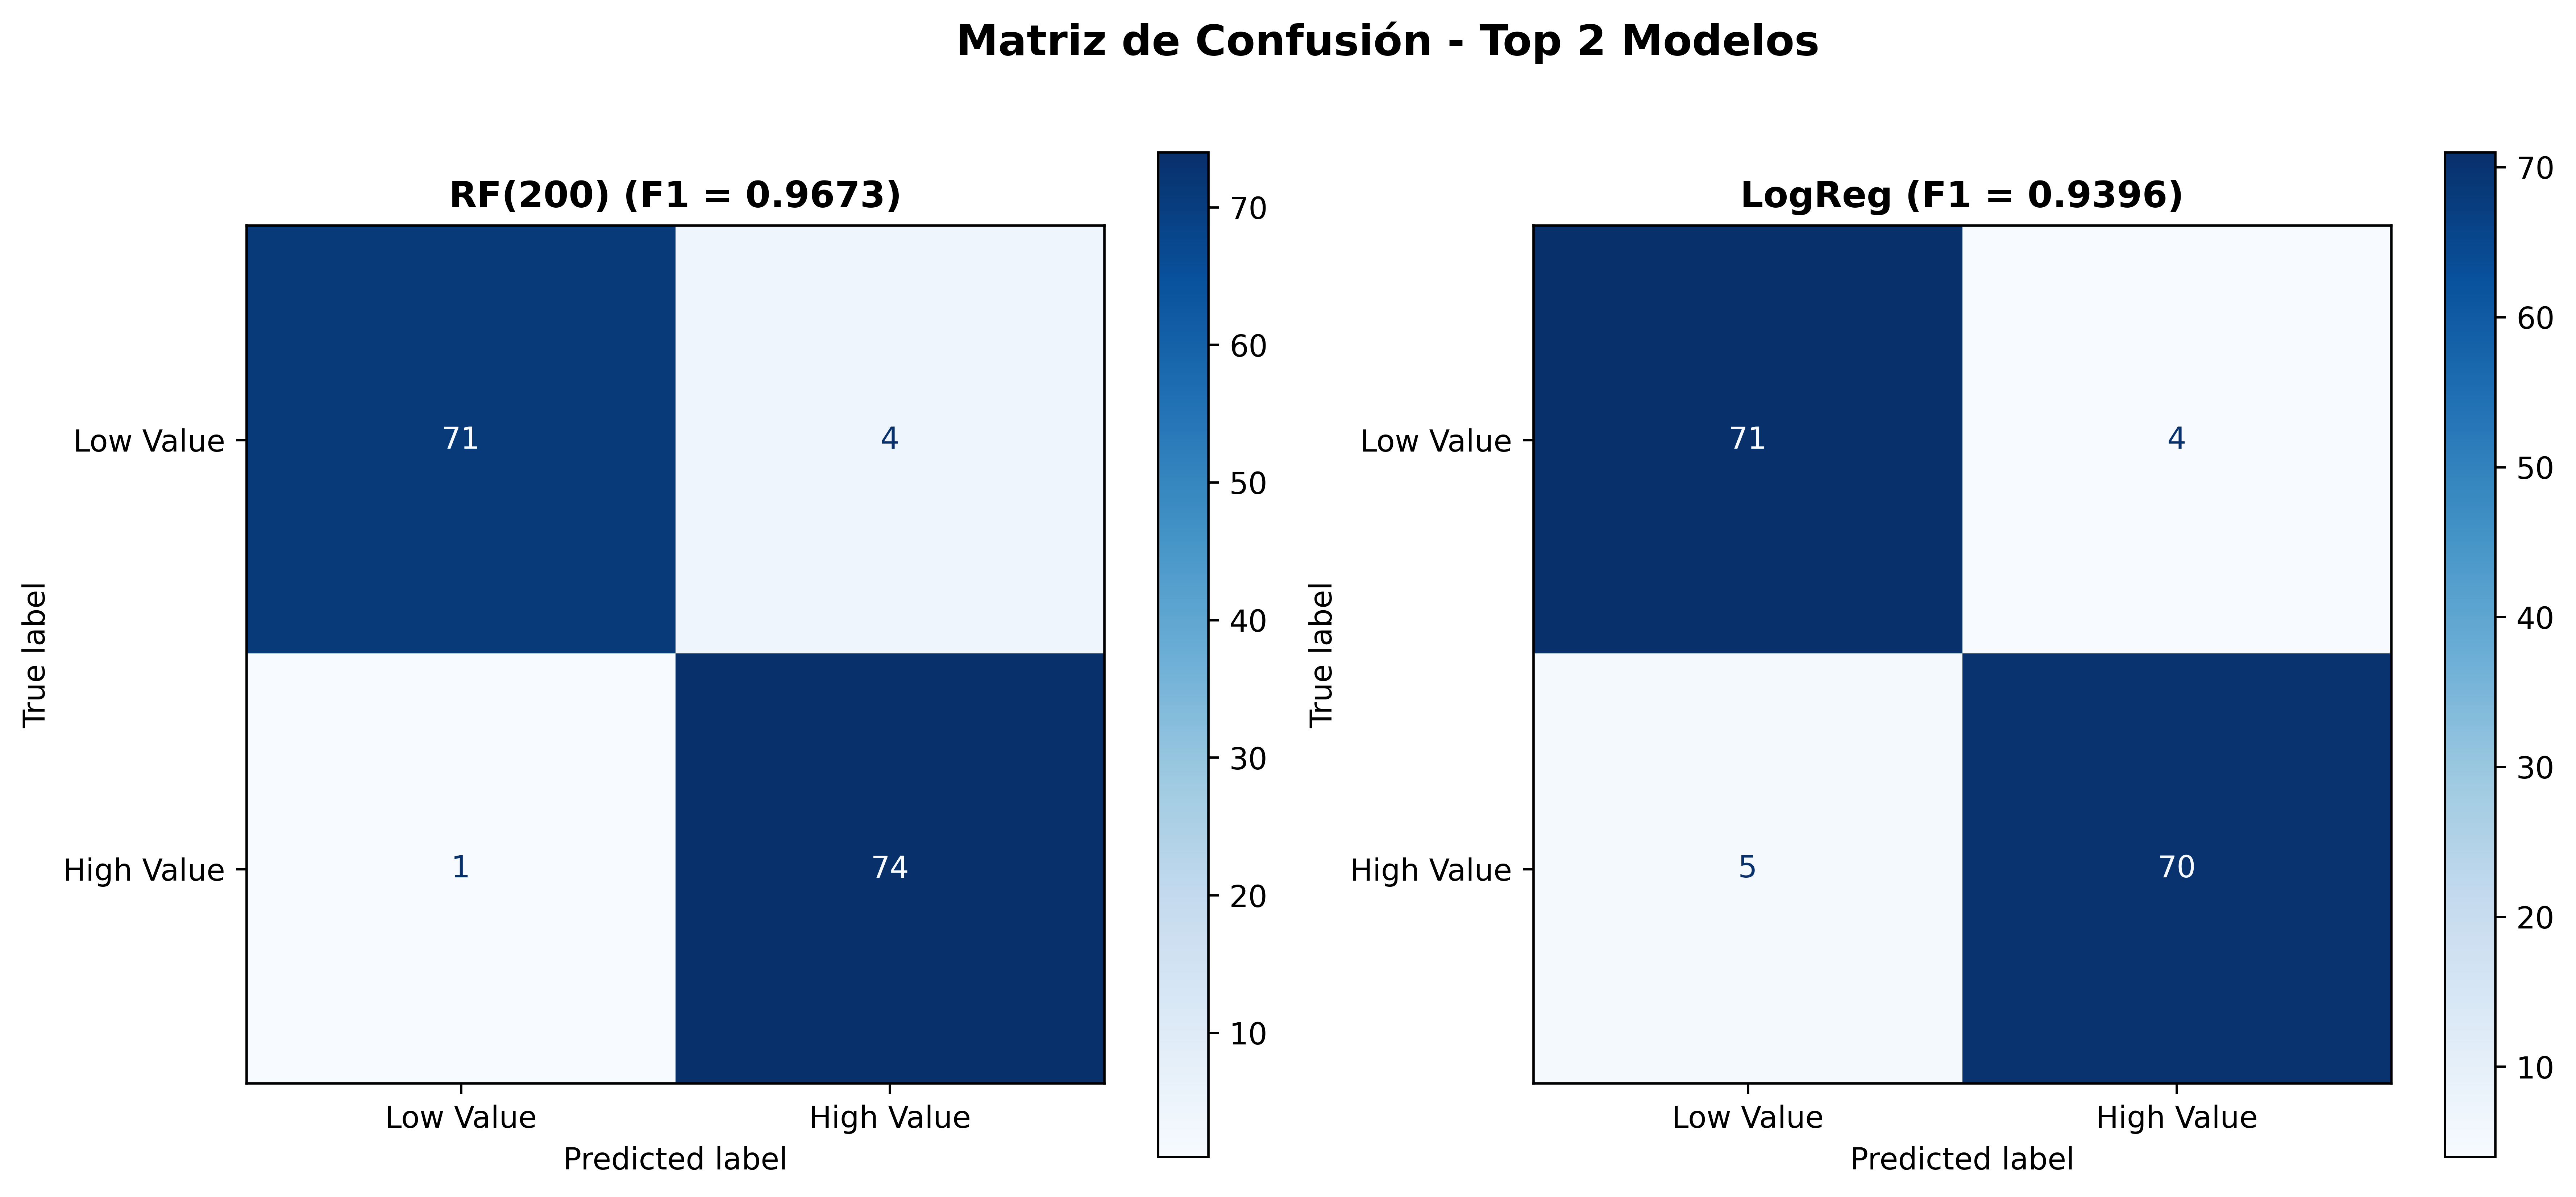 Matriz de Confusión - Top 2 Modelos
RF(200) (F1 = 0.9673)
True label
Low Value
High Value
71
4
1
74
Low Value
High Value
Predicted label
70
60
50
40
30
20
10
LogReg (F1 = 0.9396)
True label
Low Value
High Value
71
4
5
70
Low Value
High Value
Predicted label
70
60
50
40
30
20
10